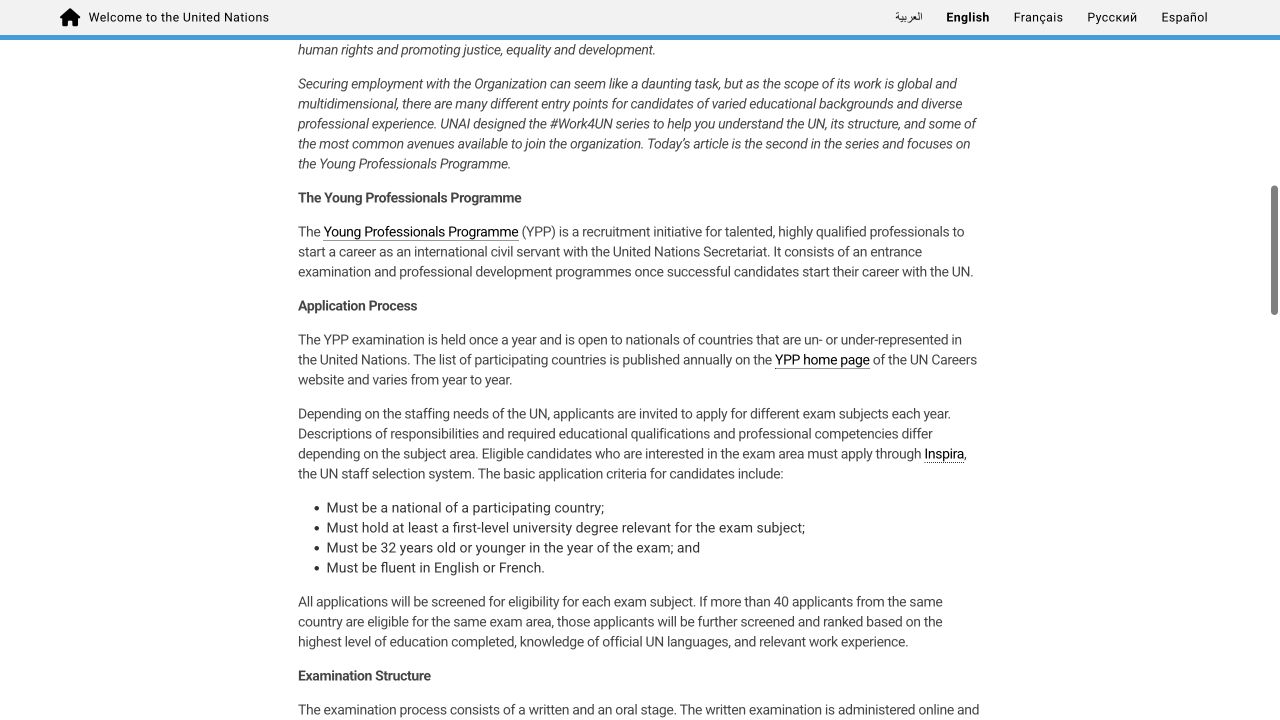 Welcome to the United Nations
العربية
English
Français
Русский
Español
human rights and promoting justice, equality and development.
Securing employment with the Organization can seem like a daunting task, but as the scope of its work is global and
multidimensional, there are many different entry points for candidates of varied educational backgrounds and diverse
professional experience. UNAI designed the #Work4UN series to help you understand the UN, its structure, and some of
the most common avenues available to join the organization. Today’s article is the second in the series and focuses on
the Young Professionals Programme.
The Young Professionals Programme
The Young Professionals Programme (YPP) is a recruitment initiative for talented, highly qualified professionals to
start a career as an international civil servant with the United Nations Secretariat. It consists of an entrance
examination and professional development programmes once successful candidates start their career with the UN.
Application Process
The YPP examination is held once a year and is open to nationals of countries that are un- or under-represented in
the United Nations. The list of participating countries is published annually on the YPP home page of the UN Careers
website and varies from year to year.
Depending on the staffing needs of the UN, applicants are invited to apply for different exam subjects each year.
Descriptions of responsibilities and required educational qualifications and professional competencies differ
depending on the subject area. Eligible candidates who are interested in the exam area must apply through Inspira,
the UN staff selection system. The basic application criteria for candidates include:
• Must be a national of a participating country;
• Must hold at least a first-level university degree relevant for the exam subject;
• Must be 32 years old or younger in the year of the exam; and
• Must be fluent in English or French.
All applications will be screened for eligibility for each exam subject. If more than 40 applicants from the same
country are eligible for the same exam area, those applicants will be further screened and ranked based on the
highest level of education completed, knowledge of official UN languages, and relevant work experience.
Examination Structure
The examination process consists of a written and an oral stage. The written examination is administered online and